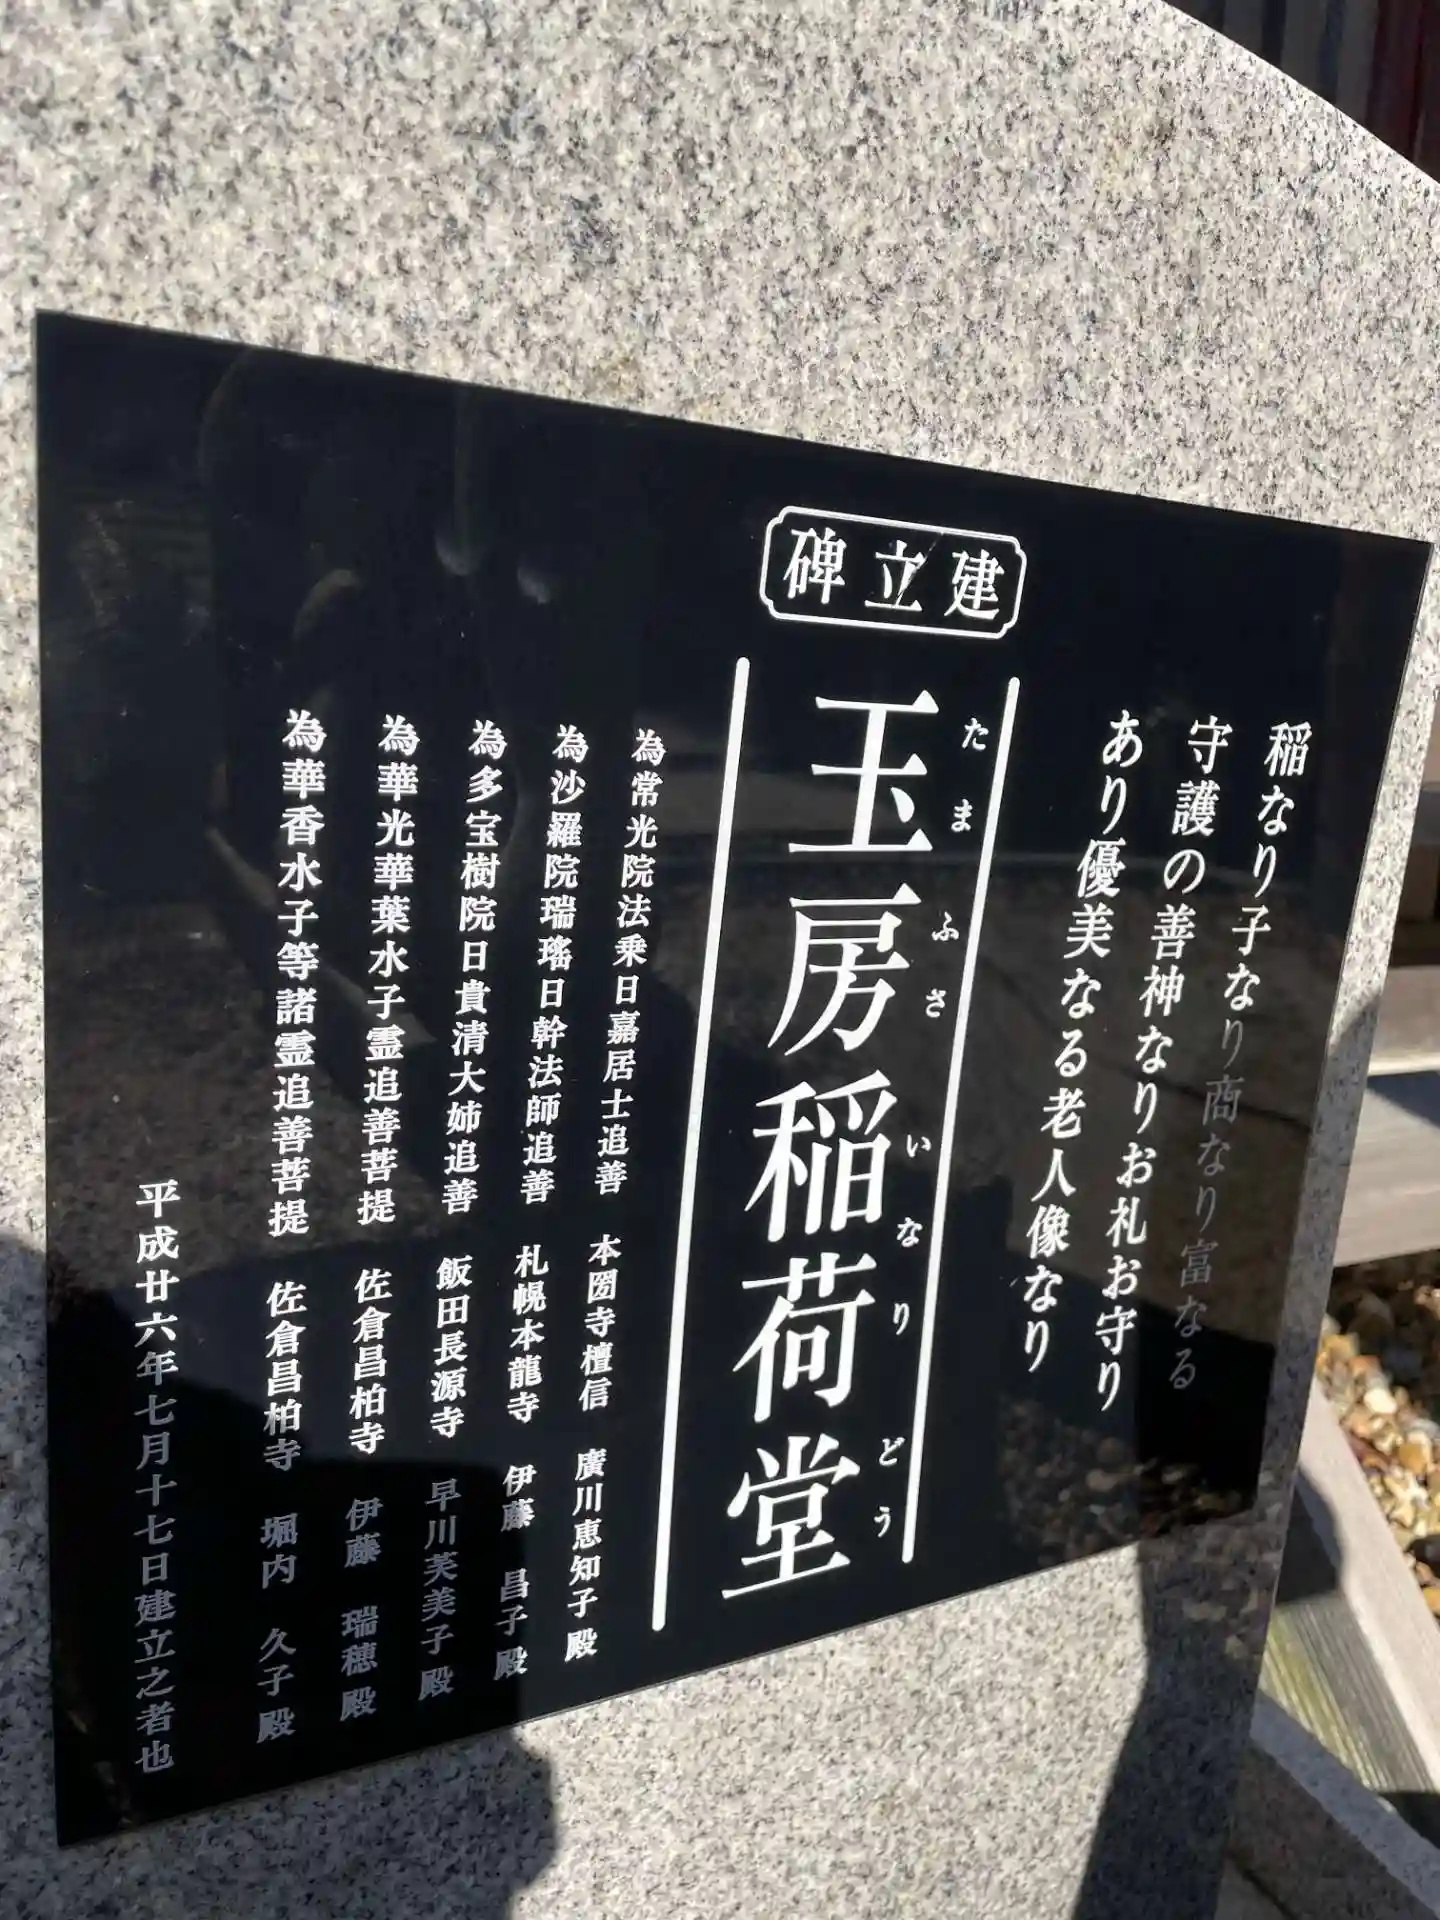 稲なり子なり商なり富なる
守護の善神なりお札お守り
あり優美なる老人像なり
建立碑
玉房稲荷堂
たまふさいなりどう
為常光院法乗日嘉居士追善 本圀寺檀信 廣川恵知子殿
為沙羅院瑞瑤日幹法師追善 札幌本龍寺 伊藤 昌子殿
為多宝樹院日貴清大姉追善 飯田長源寺 早川芙美子殿
為華光華葉水子霊追善菩提 佐倉昌柏寺 伊藤 瑞穂殿
為華香水子等諸霊追善菩提 佐倉昌柏寺 堀内 久子殿
平成廿六年七月十七日建立之者也